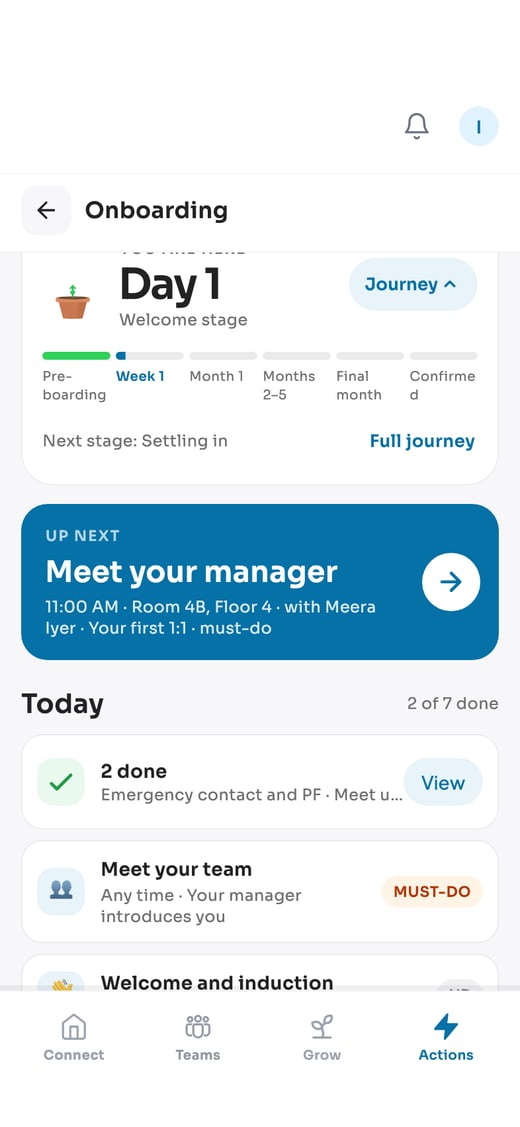 I
Onboarding
YOU ARE HERE
Day 1
Journey
Welcome stage
Pre-
boarding
Week 1
Month 1
Months
2–5
Final
month
Confirme
d
Next stage: Settling in
Full journey
UP NEXT
Meet your manager
11:00 AM · Room 4B, Floor 4 · with Meera
Iyer · Your first 1:1 · must-do
Today
2 of 7 done
2 done
Emergency contact and PF · Meet u...
View
Meet your team
Any time · Your manager
introduces you
MUST-DO
Welcome and induction
Connect
Teams
Grow
Actions